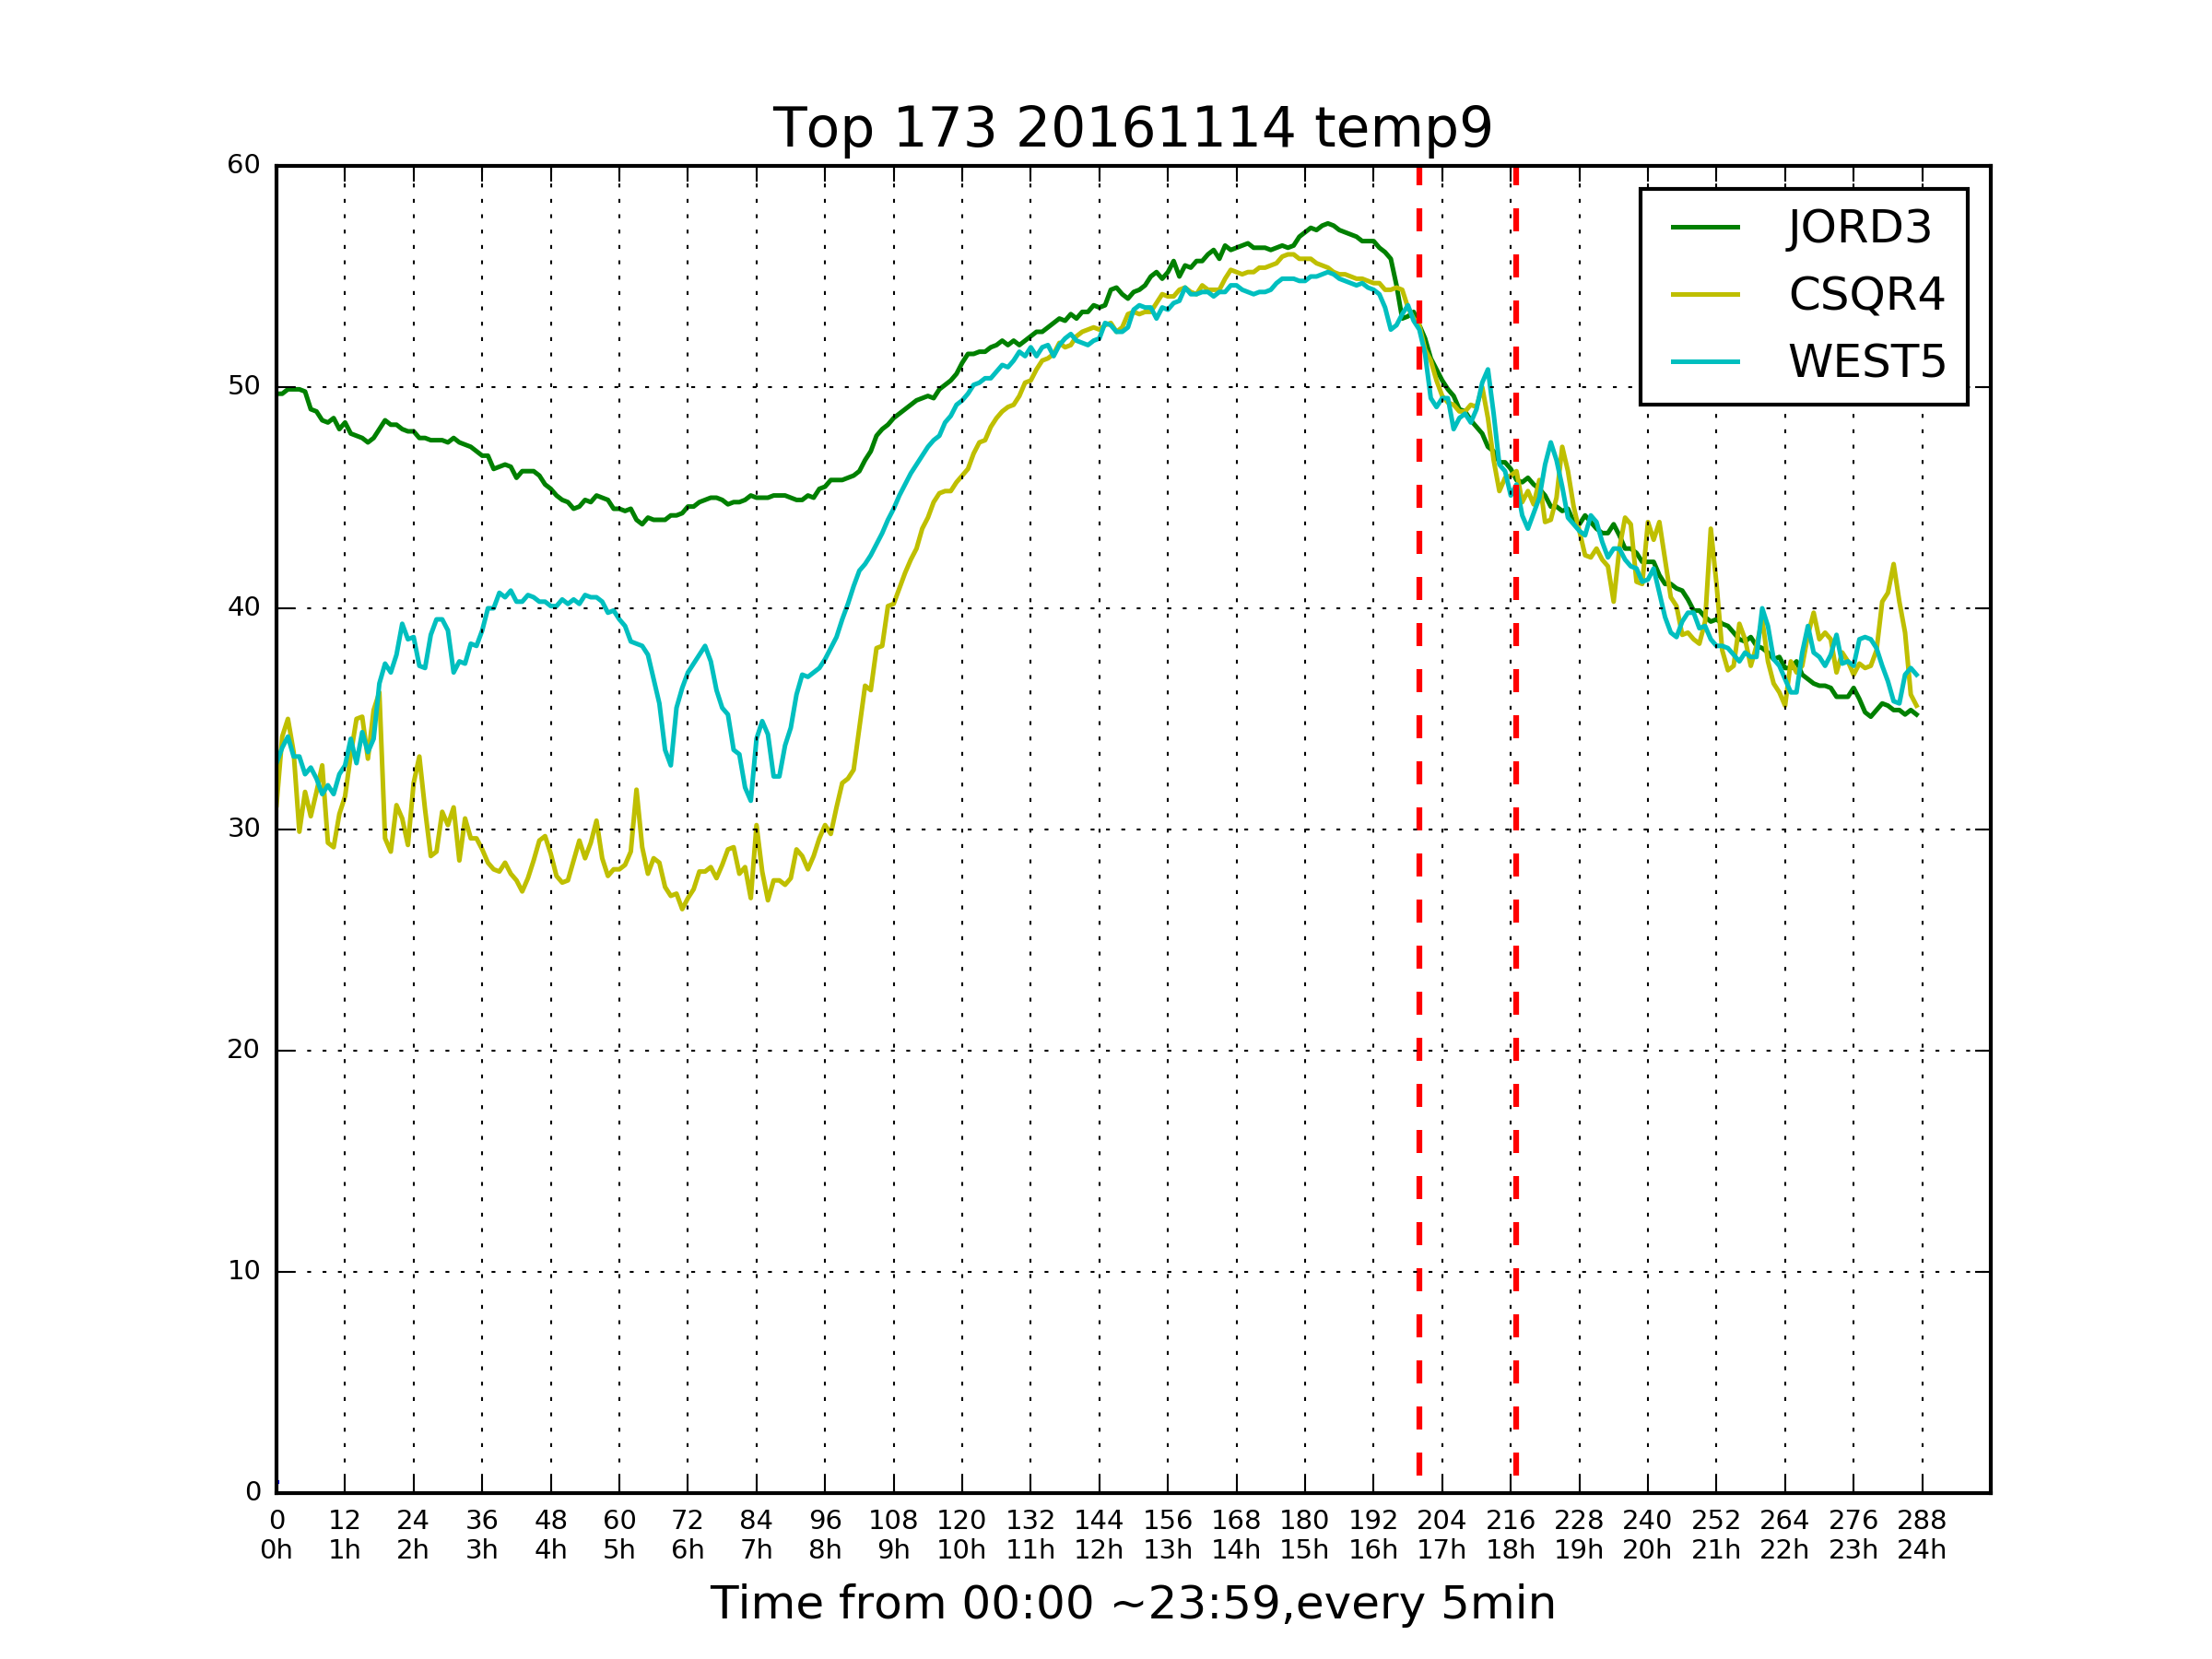 Top 173 20161114 temp9
60
50
40
30
20
10
0
JORD3
CSQR4
WEST5
0 12 24 36 48 60 72 84 96 108 120 132 144 156 168 180 192 204 216 228 240 252 264 276 288
0h 1h 2h 3h 4h 5h 6h 7h 8h 9h 10h 11h 12h 13h 14h 15h 16h 17h 18h 19h 20h 21h 22h 23h 24h
Time from 00:00 ~23:59,every 5min